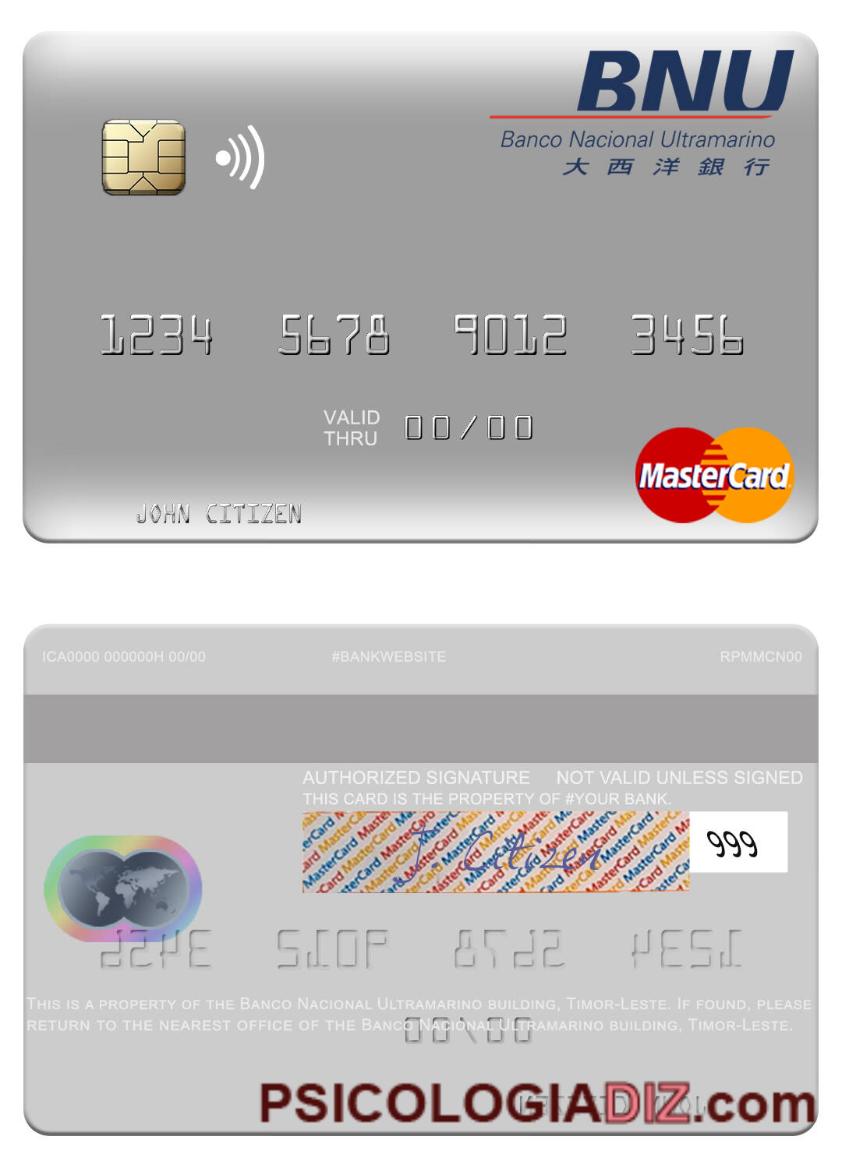 BNU
Banco Nacional Ultramarino
大西洋銀行
1234 5678 9012 3456
VALID THRU 00/00
MasterCard
JOHN CITIZEN
ICA0000 000000H 00/00 #BANKWEBSITE RPMMCN00
AUTHORIZED SIGNATURE NOT VALID UNLESS SIGNED
THIS CARD IS THE PROPERTY OF #YOUR BANK.
J. Citizen 999
THIS IS A PROPERTY OF THE BANCO NACIONAL ULTRAMARINO BUILDING, TIMOR-LESTE. IF FOUND, PLEASE
RETURN TO THE NEAREST OFFICE OF THE BANCO NACIONAL ULTRAMARINO BUILDING, TIMOR-LESTE.
PSICOLOGIADIZ.com